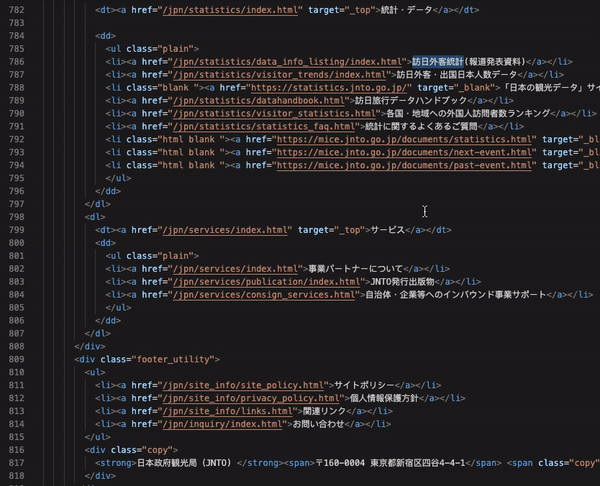 782 <dt><a href="/jpn/statistics/index.html" target="_top">統計・データ</a></dt>
783
784 <dd>
785 <ul class="plain">
786 <li><a href="/jpn/statistics/data_info_listing/index.html">訪日外客統計(報道発表資料)</a></li>
787 <li><a href="/jpn/statistics/visitor_trends/index.html">訪日外客・出国日本人数データ</a></li>
788 <li class="blank "><a href="https://statistics.jnto.go.jp/" target="_blank">「日本の観光データ」サイ
789 <li><a href="/jpn/statistics/datahandbook.html">訪日旅行データハンドブック</a></li>
790 <li><a href="/jpn/statistics/visitor_statistics.html">各国・地域への外国人訪問者数ランキング</a></li>
791 <li><a href="/jpn/statistics/statistics_faq.html">統計に関するよくあるご質問</a></li>
792 <li class="html blank "><a href="https://mice.jnto.go.jp/documents/statistics.html" target="_bl
793 <li class="html blank "><a href="https://mice.jnto.go.jp/documents/next-event.html" target="_bl
794 <li class="html blank "><a href="https://mice.jnto.go.jp/documents/past-event.html" target="_bl
795 </ul>
796 </dd>
797 </dl>
798 <dl>
799 <dt><a href="/jpn/services/index.html" target="_top">サービス</a></dt>
800 <dd>
801 <ul class="plain">
802 <li><a href="/jpn/services/index.html">事業パートナーについて</a></li>
803 <li><a href="/jpn/services/publication/index.html">JNTO発行出版物</a></li>
804 <li><a href="/jpn/services/consign_services.html">自治体・企業等へのインバウンド事業サポート</a></li>
805 </ul>
806 </dd>
807 </dl>
808 </div>
809 <div class="footer_utility">
810 <ul>
811 <li><a href="/jpn/site_info/site_policy.html">サイトポリシー</a></li>
812 <li><a href="/jpn/site_info/privacy_policy.html">個人情報保護方針</a></li>
813 <li><a href="/jpn/site_info/links.html">関連リンク</a></li>
814 <li><a href="/jpn/inquiry/index.html">お問い合わせ</a></li>
815 </ul>
816 <div class="copy">
817 <strong>日本政府観光局 (JNTO) </strong><span>〒160-0004 東京都新宿区四谷4-4-1</span> <span class="copy"
818 </div>